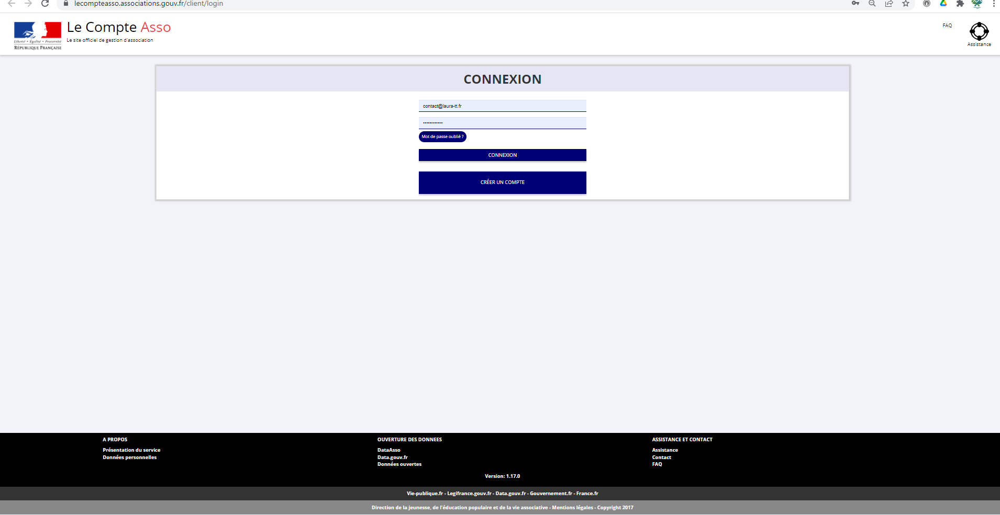 lecompteasso.associations.gouv.fr/client/login
Le Compte Asso
Le site officiel de gestion d'association
Liberté • Égalité • Fraternité
RÉPUBLIQUE FRANÇAISE
FAQ
Assistance
CONNEXION
contact@laura-tt.fr
••••••••••••
Mot de passe oublié ?
CONNEXION
CRÉER UN COMPTE
A PROPOS
Présentation du service
Données personnelles
OUVERTURE DES DONNEES
DataAsso
Data.gouv.fr
Données ouvertes
ASSISTANCE ET CONTACT
Assistance
Contact
FAQ
Version: 1.17.0
Vie-publique.fr - Legifrance.gouv.fr - Data.gouv.fr - Gouvernement.fr - France.fr
Direction de la jeunesse, de l'éducation populaire et de la vie associative - Mentions légales - Copyright 2017